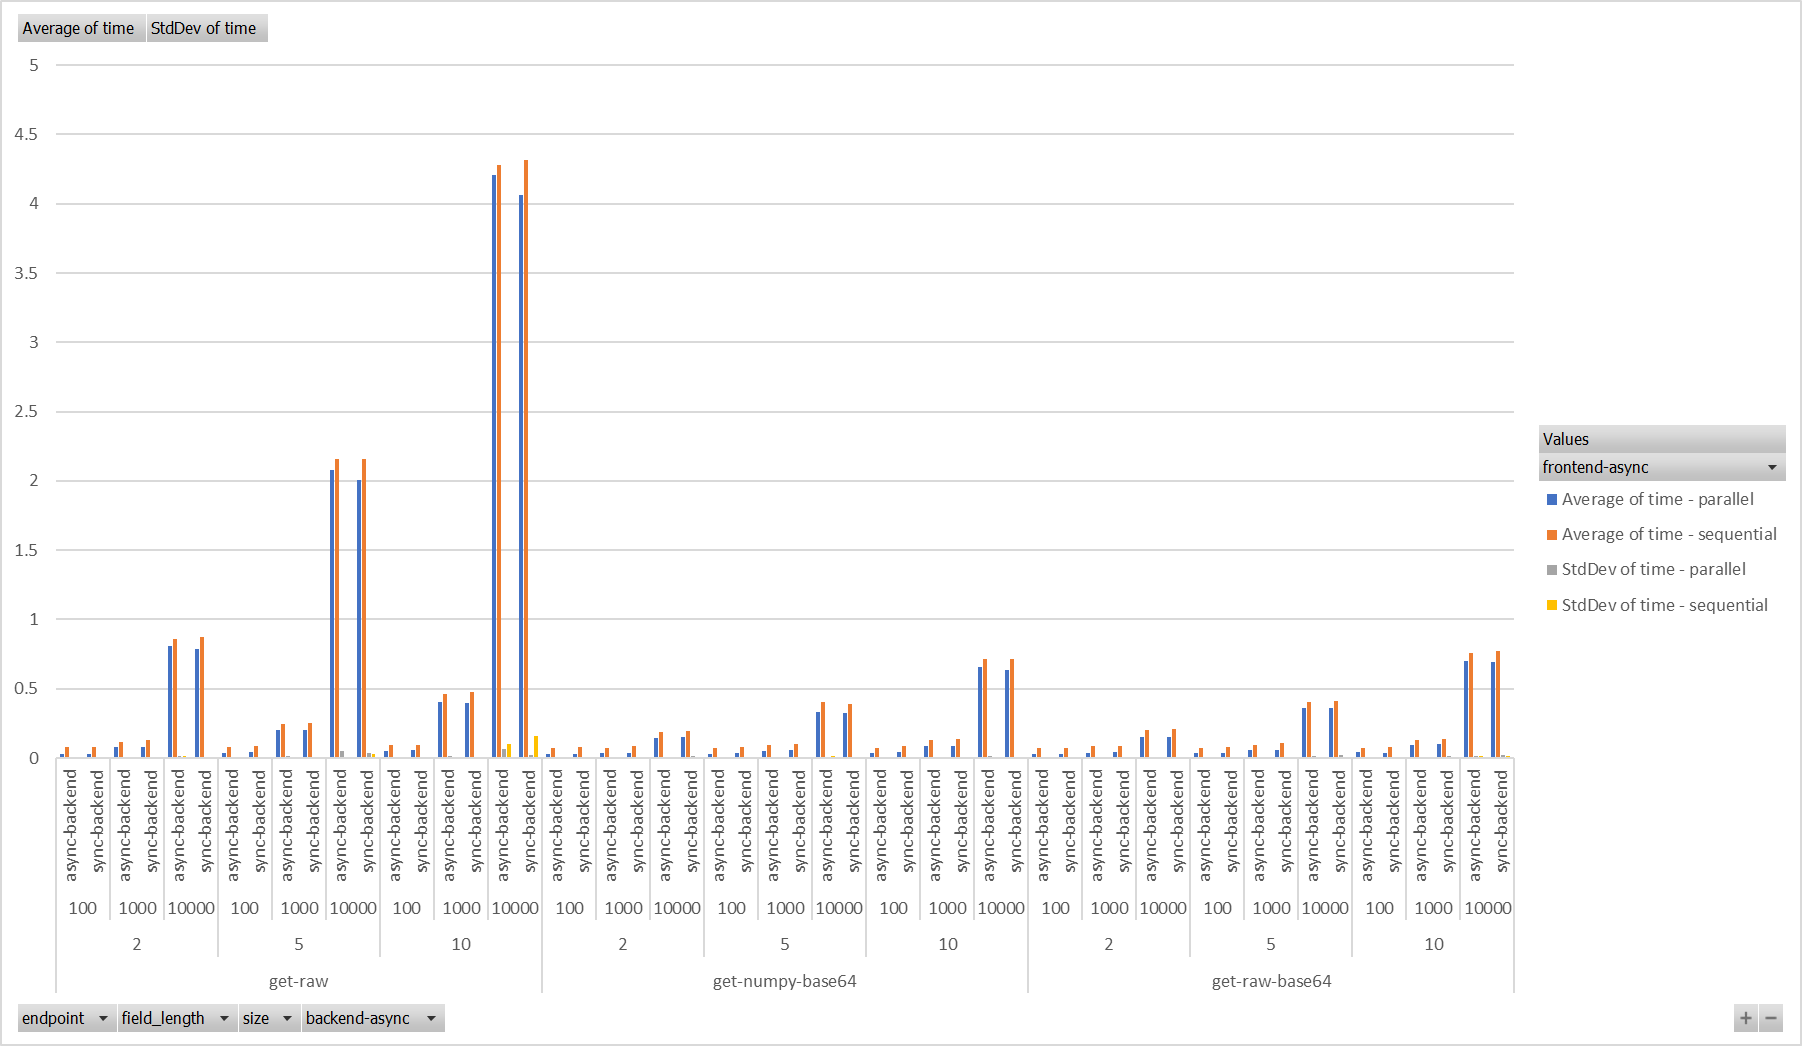 Average of time StdDev of time
5
4.5
4
3.5
3
2.5
2
1.5
1
0.5
0
Values
frontend-async
Average of time - parallel
Average of time - sequential
StdDev of time - parallel
StdDev of time - sequential
async-backend sync-backend async-backend sync-backend async-backend sync-backend async-backend sync-backend async-backend sync-backend async-backend sync-backend async-backend sync-backend async-backend sync-backend async-backend sync-backend async-backend sync-backend async-backend sync-backend async-backend sync-backend async-backend sync-backend async-backend sync-backend async-backend sync-backend async-backend sync-backend async-backend sync-backend async-backend sync-backend async-backend sync-backend async-backend sync-backend async-backend sync-backend async-backend sync-backend async-backend sync-backend async-backend sync-backend async-backend sync-backend async-backend sync-backend async-backend sync-backend
100 1000 10000 100 1000 10000 100 1000 10000 100 1000 10000 100 1000 10000 100 1000 10000 100 1000 10000 100 1000 10000 100 1000 10000
2 5 10 2 5 10 2 5 10
get-raw get-numpy-base64 get-raw-base64
endpoint field_length size backend-async + −